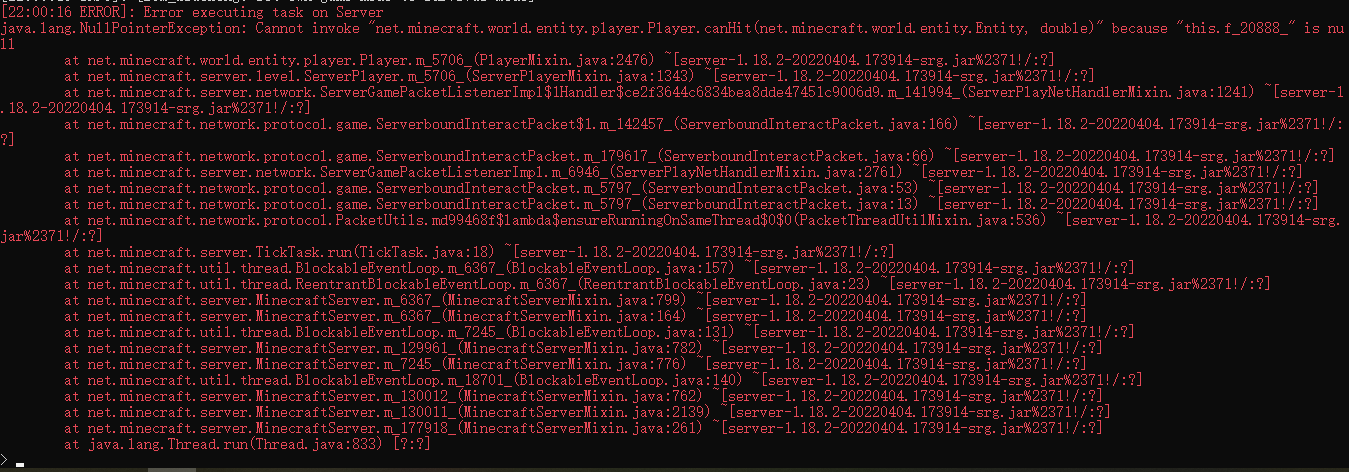 [22:00:16 ERROR]: Error executing task on Server
java.lang.NullPointerException: Cannot invoke "net.minecraft.world.entity.player.Player.canHit(net.minecraft.world.entity.Entity, double)" because "this.f_20888_" is nu
ll
at net.minecraft.world.entity.player.Player.m_5706_(PlayerMixin.java:2476) ~[server-1.18.2-20220404.173914-srg.jar%2371!/:?]
at net.minecraft.server.level.ServerPlayer.m_5706_(ServerPlayerMixin.java:1343) ~[server-1.18.2-20220404.173914-srg.jar%2371!/:?]
at net.minecraft.server.network.ServerGamePacketListenerImpl$1Handler$ce2f3644c6834bea8dde47451c9006d9.m_141994_(ServerPlayNetHandlerMixin.java:1241) ~[server-1
.18.2-20220404.173914-srg.jar%2371!/:?]
at net.minecraft.network.protocol.game.ServerboundInteractPacket$1.m_142457_(ServerboundInteractPacket.java:166) ~[server-1.18.2-20220404.173914-srg.jar%2371!/:
?]
at net.minecraft.network.protocol.game.ServerboundInteractPacket.m_179617_(ServerboundInteractPacket.java:66) ~[server-1.18.2-20220404.173914-srg.jar%2371!/:?]
at net.minecraft.server.network.ServerGamePacketListenerImpl.m_6946_(ServerPlayNetHandlerMixin.java:2761) ~[server-1.18.2-20220404.173914-srg.jar%2371!/:?]
at net.minecraft.network.protocol.game.ServerboundInteractPacket.m_5797_(ServerboundInteractPacket.java:53) ~[server-1.18.2-20220404.173914-srg.jar%2371!/:?]
at net.minecraft.network.protocol.game.ServerboundInteractPacket.m_5797_(ServerboundInteractPacket.java:13) ~[server-1.18.2-20220404.173914-srg.jar%2371!/:?]
at net.minecraft.network.protocol.PacketUtils.md99468f$lambda$ensureRunningOnSameThread$0$0(PacketThreadUtilMixin.java:536) ~[server-1.18.2-20220404.173914-srg.
jar%2371!/:?]
at net.minecraft.server.TickTask.run(TickTask.java:18) ~[server-1.18.2-20220404.173914-srg.jar%2371!/:?]
at net.minecraft.util.thread.BlockableEventLoop.m_6367_(BlockableEventLoop.java:157) ~[server-1.18.2-20220404.173914-srg.jar%2371!/:?]
at net.minecraft.util.thread.ReentrantBlockableEventLoop.m_6367_(ReentrantBlockableEventLoop.java:23) ~[server-1.18.2-20220404.173914-srg.jar%2371!/:?]
at net.minecraft.server.MinecraftServer.m_6367_(MinecraftServerMixin.java:799) ~[server-1.18.2-20220404.173914-srg.jar%2371!/:?]
at net.minecraft.server.MinecraftServer.m_6367_(MinecraftServerMixin.java:164) ~[server-1.18.2-20220404.173914-srg.jar%2371!/:?]
at net.minecraft.util.thread.BlockableEventLoop.m_7245_(BlockableEventLoop.java:131) ~[server-1.18.2-20220404.173914-srg.jar%2371!/:?]
at net.minecraft.server.MinecraftServer.m_129961_(MinecraftServerMixin.java:782) ~[server-1.18.2-20220404.173914-srg.jar%2371!/:?]
at net.minecraft.server.MinecraftServer.m_7245_(MinecraftServerMixin.java:776) ~[server-1.18.2-20220404.173914-srg.jar%2371!/:?]
at net.minecraft.util.thread.BlockableEventLoop.m_18701_(BlockableEventLoop.java:140) ~[server-1.18.2-20220404.173914-srg.jar%2371!/:?]
at net.minecraft.server.MinecraftServer.m_130012_(MinecraftServerMixin.java:762) ~[server-1.18.2-20220404.173914-srg.jar%2371!/:?]
at net.minecraft.server.MinecraftServer.m_130011_(MinecraftServerMixin.java:2139) ~[server-1.18.2-20220404.173914-srg.jar%2371!/:?]
at net.minecraft.server.MinecraftServer.m_177918_(MinecraftServerMixin.java:261) ~[server-1.18.2-20220404.173914-srg.jar%2371!/:?]
at java.lang.Thread.run(Thread.java:833) [?:?]
>